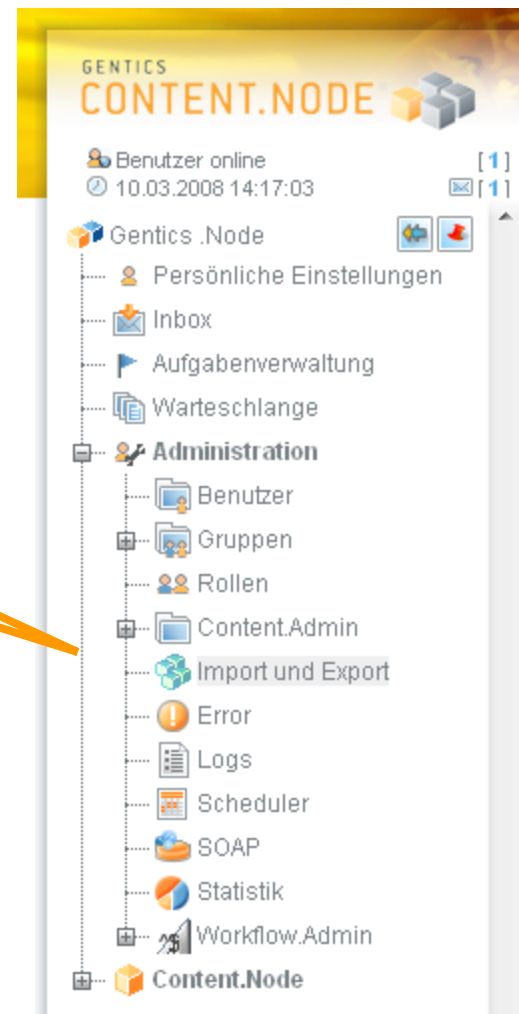 GENTICS
CONTENT.NODE
Benutzer online [1]
10.03.2008 14:17:03 [1]
Gentics .Node
Persönliche Einstellungen
Inbox
Aufgabenverwaltung
Warteschlange
Administration
Benutzer
Gruppen
Rollen
Content.Admin
Import und Export
Error
Logs
Scheduler
SOAP
Statistik
Workflow.Admin
Content.Node